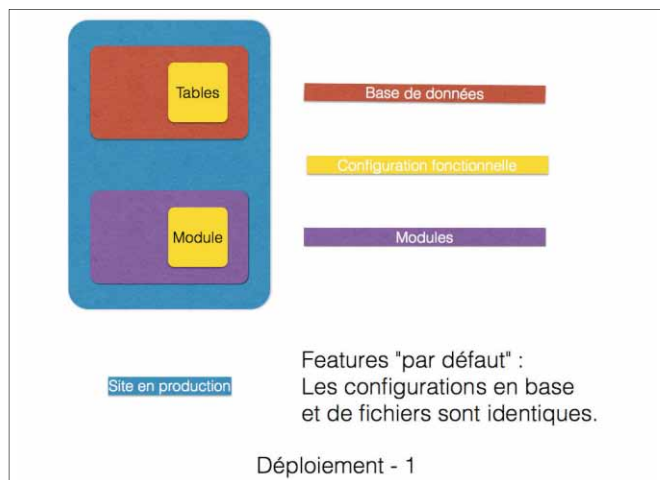 Tables
Base de données
Configuration fonctionnelle
Module
Modules
Site en production
Features "par défaut" :
Les configurations en base
et de fichiers sont identiques.
Déploiement - 1